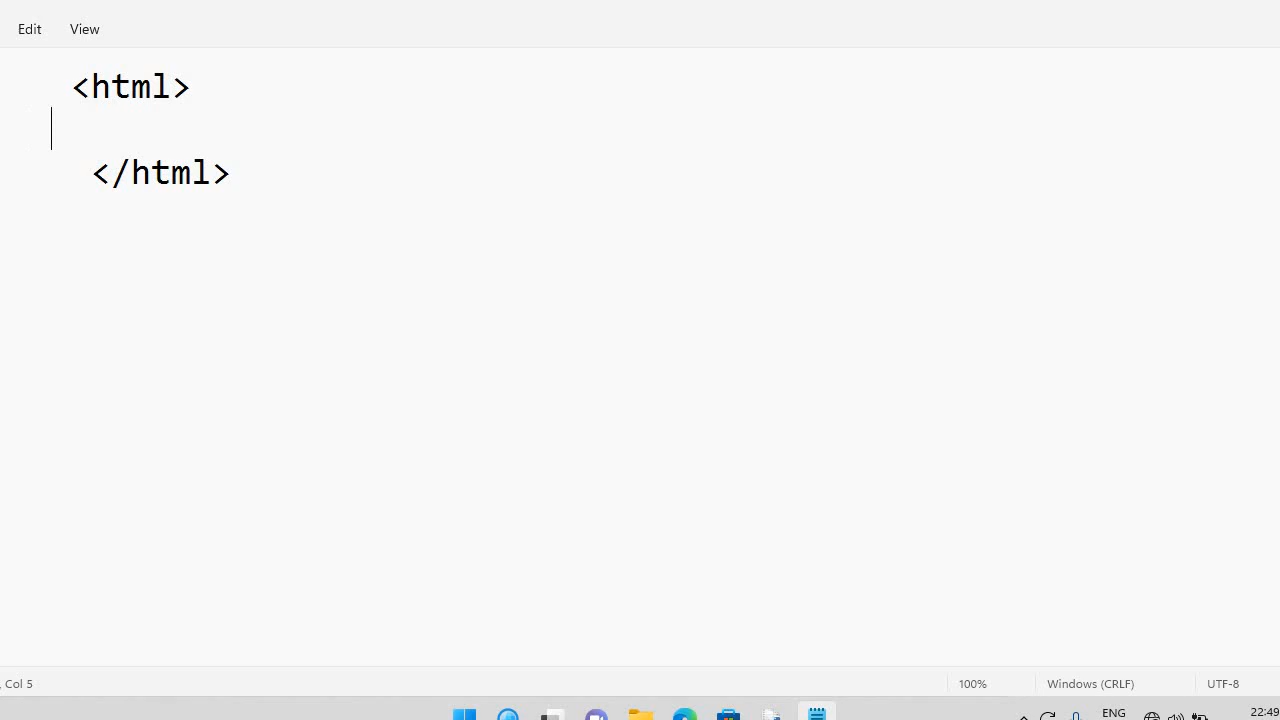 Edit View
<html>
</html>
, Col 5 100% Windows (CRLF) UTF-8
ENG 22:49